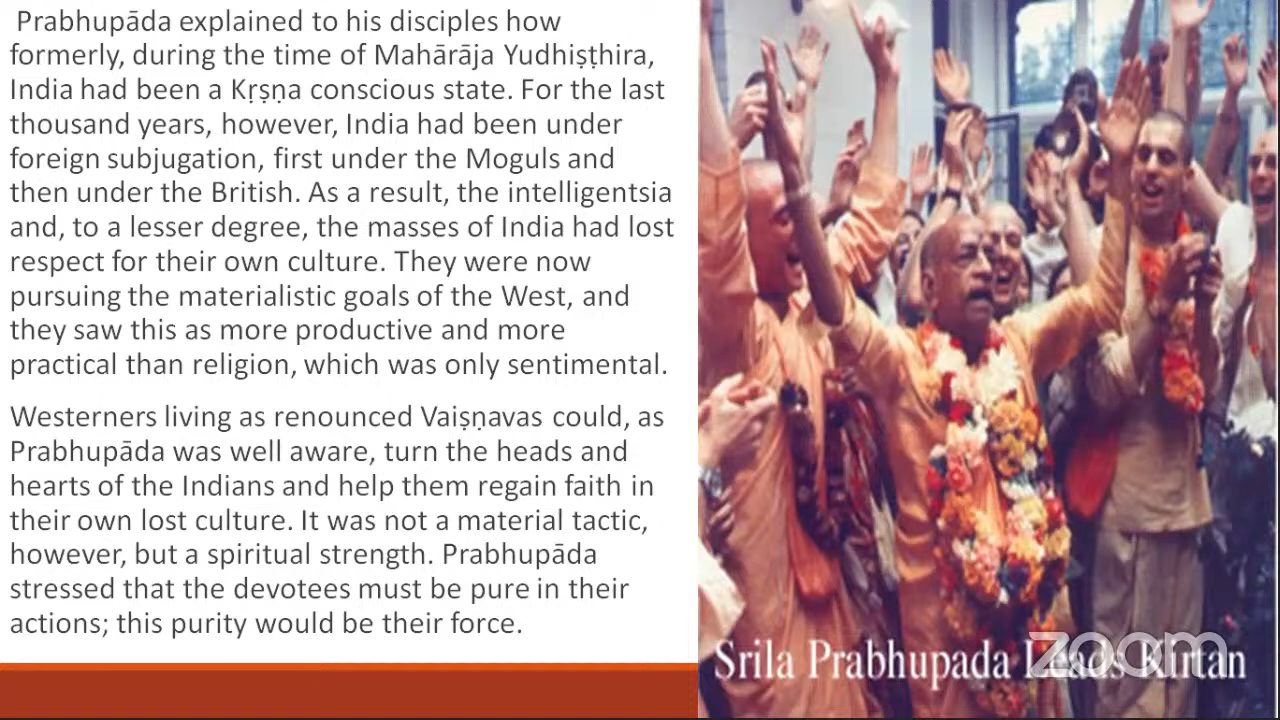 Prabhupāda explained to his disciples how
formerly, during the time of Mahārāja Yudhiṣṭhira,
India had been a Kṛṣṇa conscious state. For the last
thousand years, however, India had been under
foreign subjugation, first under the Moguls and
then under the British. As a result, the intelligentsia
and, to a lesser degree, the masses of India had lost
respect for their own culture. They were now
pursuing the materialistic goals of the West, and
they saw this as more productive and more
practical than religion, which was only sentimental.
Westerners living as renounced Vaiṣṇavas could, as
Prabhupāda was well aware, turn the heads and
hearts of the Indians and help them regain faith in
their own lost culture. It was not a material tactic,
however, but a spiritual strength. Prabhupāda
stressed that the devotees must be pure in their
actions; this purity would be their force.
Srila Prabhupada Leads Kirtan
zoom